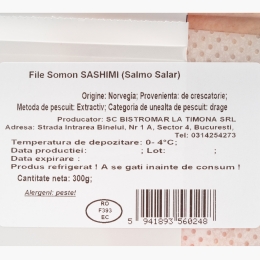 File Somon SASHIMI (Salmo Salar)
Origine: Norvegia; Provenienta: de crescatorie;
Metoda de pescuit: Extractiv; Categoria de unealta de pescuit: drage
Producator: SC BISTROMAR LA TIMONA SRL
Adresa: Strada Intrarea Binelui, Nr 1 A, Sector 4, Bucuresti,
Tel: 0314254273
Temperatura de depozitare: 0- 4°C;
Data productiei: ; Lot: ;
Data expirare :
Produs refrigerat ! A se gati inainte de consum !
Cantitate neta: 300g;
Alergeni: peste!
RO
F393
EC
5 941893 560248